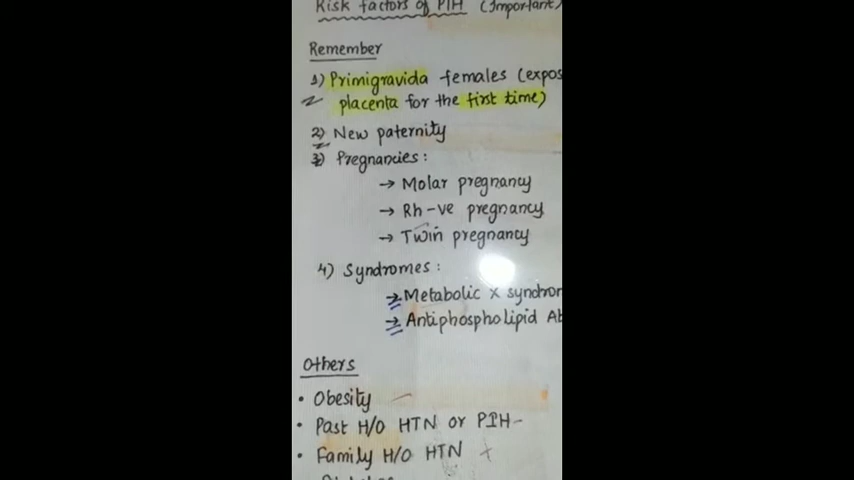 Risk factors of PIH (Important)
Remember
1) Primigravida females (expos
placenta for the first time)
2) New paternity
3) Pregnancies :
→ Molar pregnancy
→ Rh-ve pregnancy
→ Twin pregnancy
4) Syndromes :
→ Metabolic X syndrom
→ Antiphospholipid Ab
Others
• Obesity
• Past H/O HTN or PIH
• Family H/O HTN